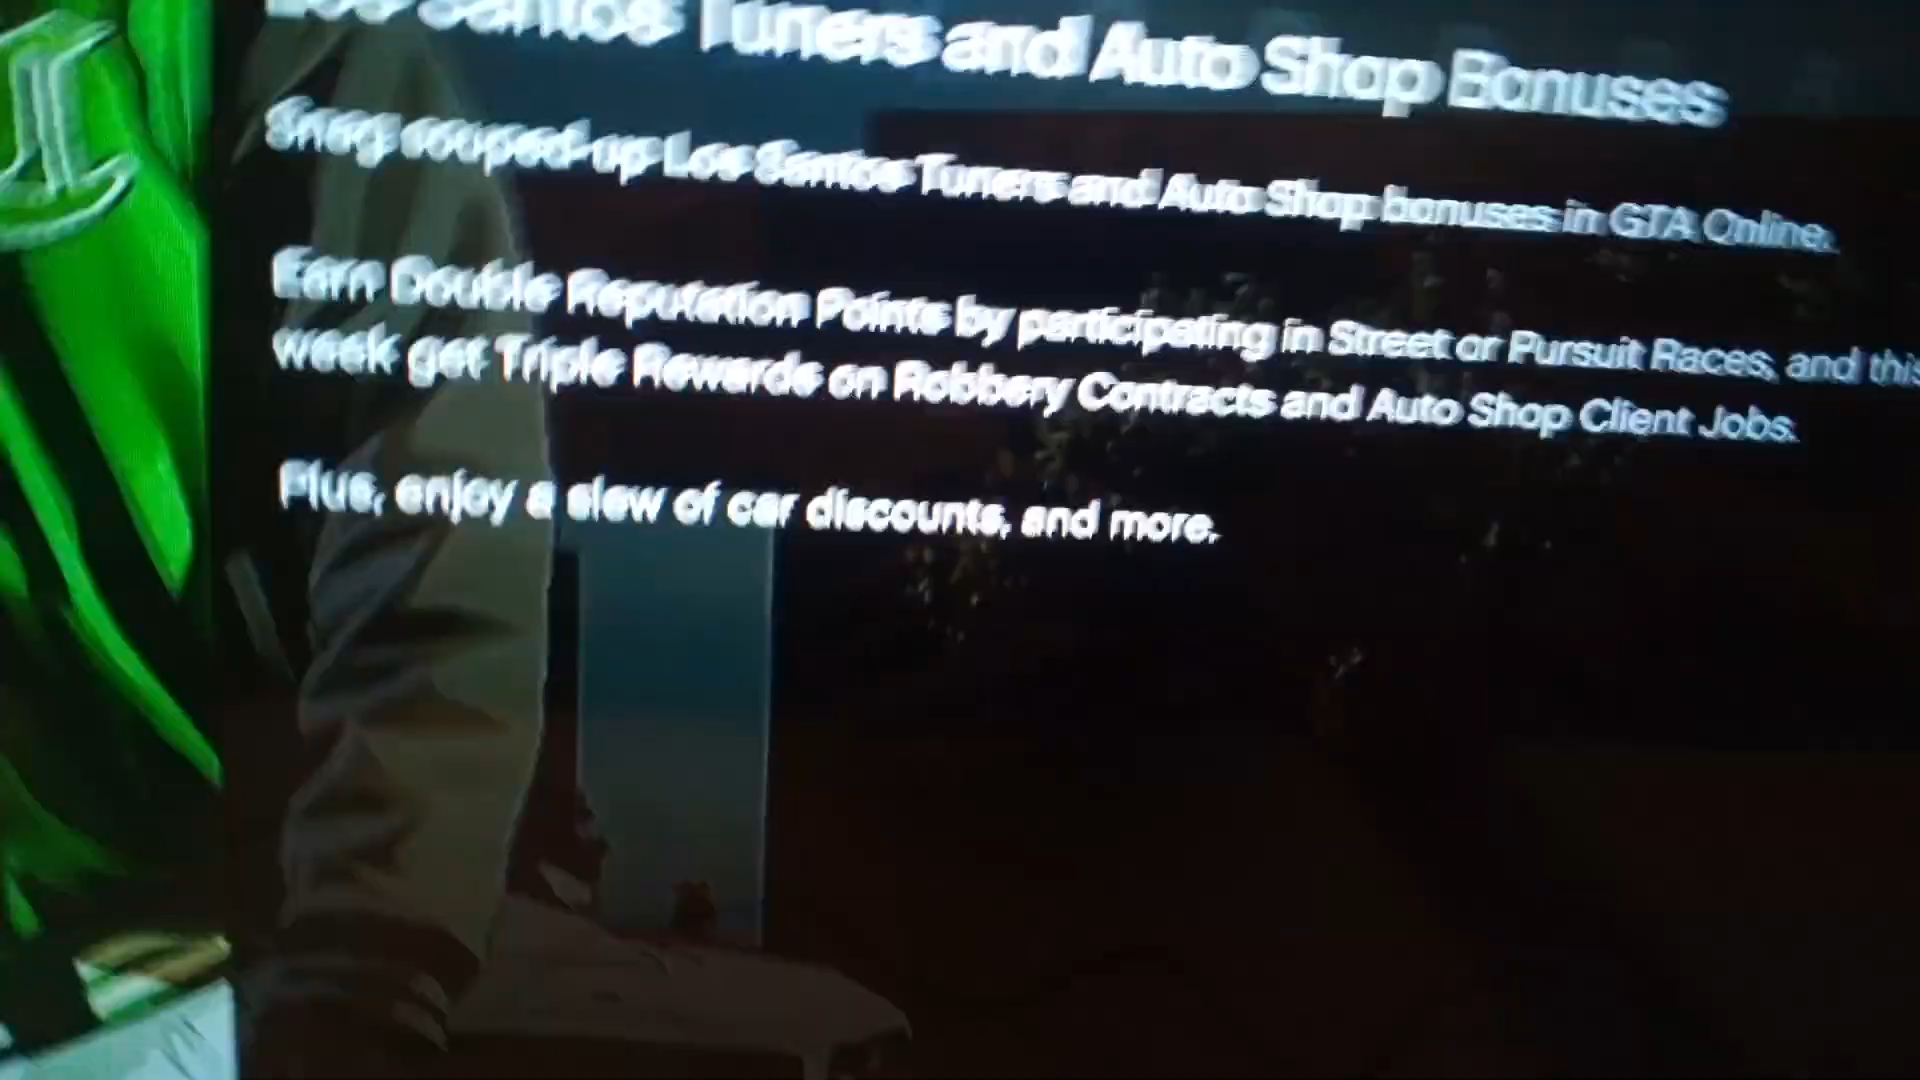 Los Santos Tuners and Auto Shop Bonuses
Snag souped-up Los Santos Tuners and Auto Shop bonuses in GTA Online.
Earn Double Reputation Points by participating in Street or Pursuit Races, and this
week get Triple Rewards on Robbery Contracts and Auto Shop Client Jobs.
Plus, enjoy a slew of car discounts, and more.